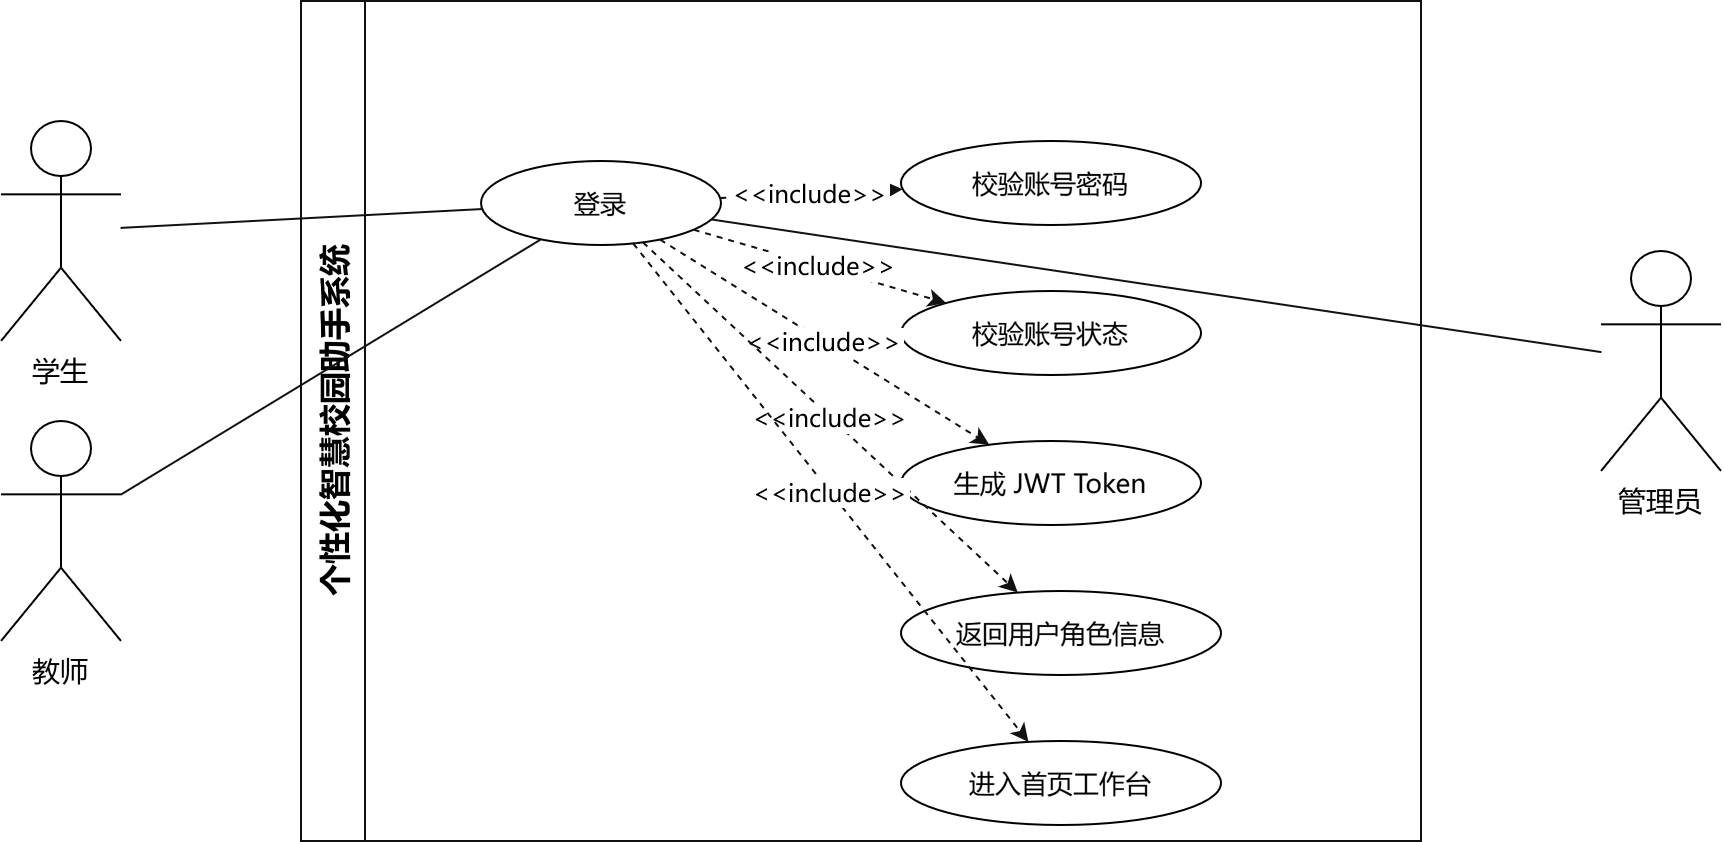 个性化智慧校园助手系统
学生
教师
登录
<<include>>
校验账号密码
<<include>>
校验账号状态
<<include>>
<<include>>
生成 JWT Token
<<include>>
返回用户角色信息
进入首页工作台
管理员